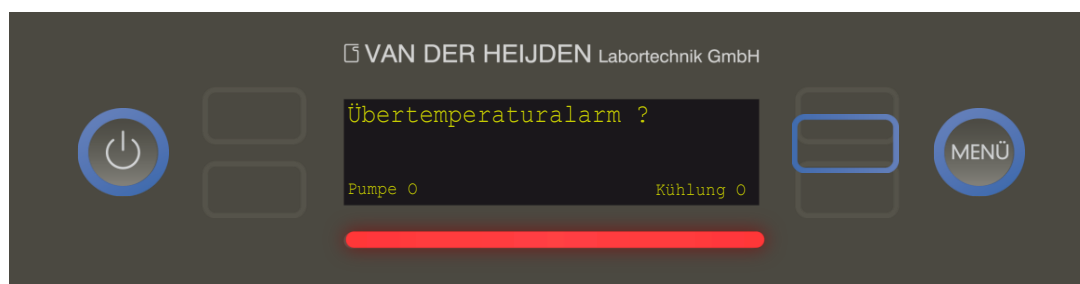 VAN DER HEIJDEN Labortechnik GmbH
Übertemperaturalarm ?
Pumpe O
Kühlung O
MENÜ